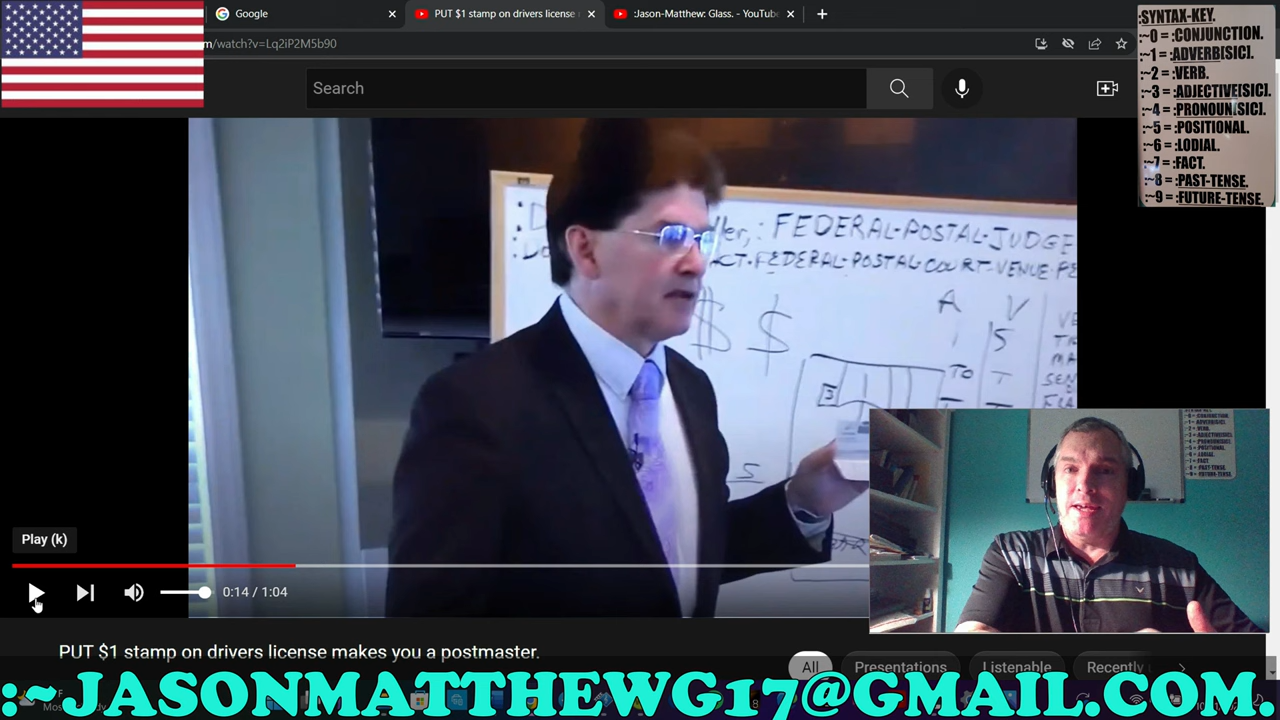 Google
PUT $1 stamp on drivers license
:Jasen-Matthew
/watch?v=Lq2iP2M5b90
Search
:SYNTAX-KEY.
:~0 = :CONJUNCTION.
:~1 = :ADVERB[SIC].
:~2 = :VERB.
:~3 = :ADJECTIVE[SIC].
:~4 = :PRONOUN[SIC].
:~5 = :POSITIONAL.
:~6 = :LODIAL.
:~7 = :FACT.
:~8 = :PAST-TENSE.
:~9 = :FUTURE-TENSE.
: FEDERAL-POSTAL-JUDGE
FEDERAL-POSTAL-COURT-VENUE
$ $
A V
TO
Play (k)
0:14 / 1:04
PUT $1 stamp on drivers license makes you a postmaster.
All Presentations Listenable Recently
:~ JASONMATTHEWG17@GMAIL.COM.